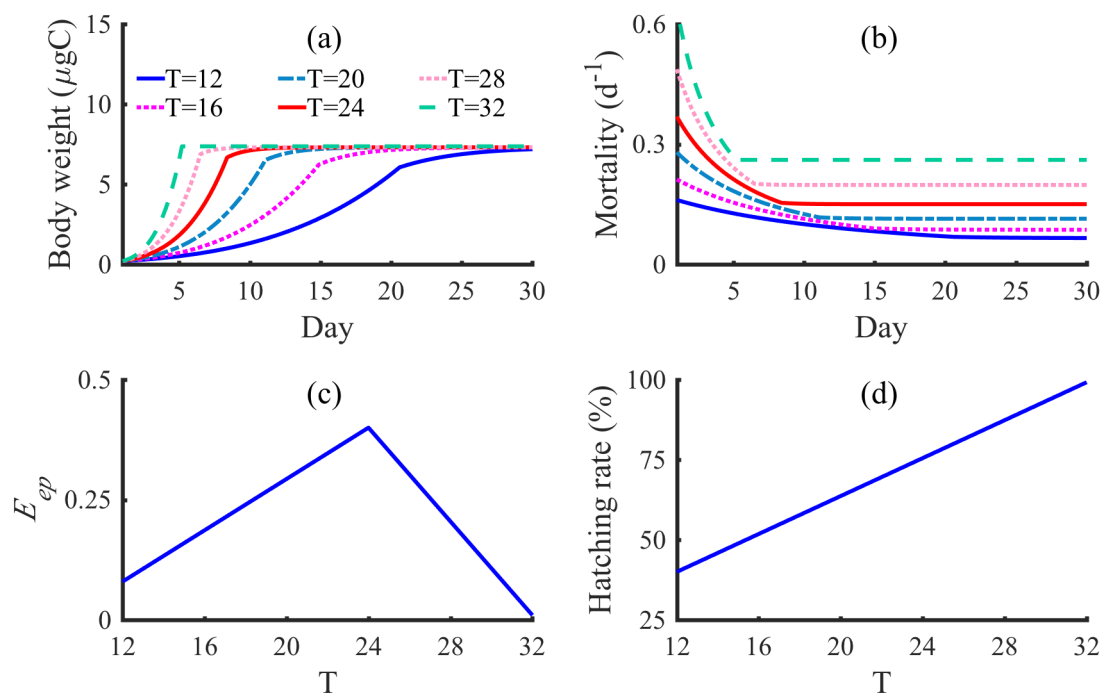 (a)
Body weight (μgC)
15
10
5
0
T=12 T=20 T=28
T=16 T=24 T=32
5 10 15 20 25 30
Day
(b)
Mortality (d⁻¹)
0.6
0.3
0
5 10 15 20 25 30
Day
(c)
E_ep
0.5
0.25
0
12 16 20 24 28 32
T
(d)
Hatching rate (%)
100
75
50
25
12 16 20 24 28 32
T